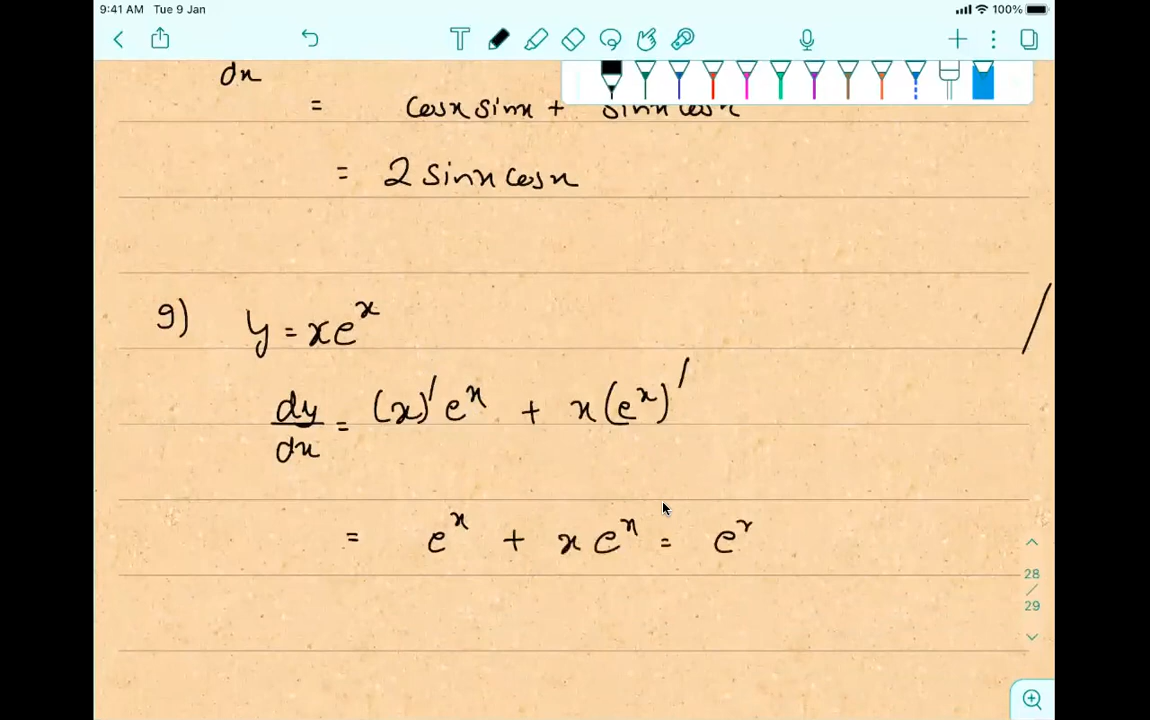 9:41 AM Tue 9 Jan 100%
dx
= cosx sinx + sinx cosx
= 2 sinx cosx
9) y = xe^x
dy/dx = (x)' e^x + x(e^x)'
= e^x + x e^x = e^x
28
/
29